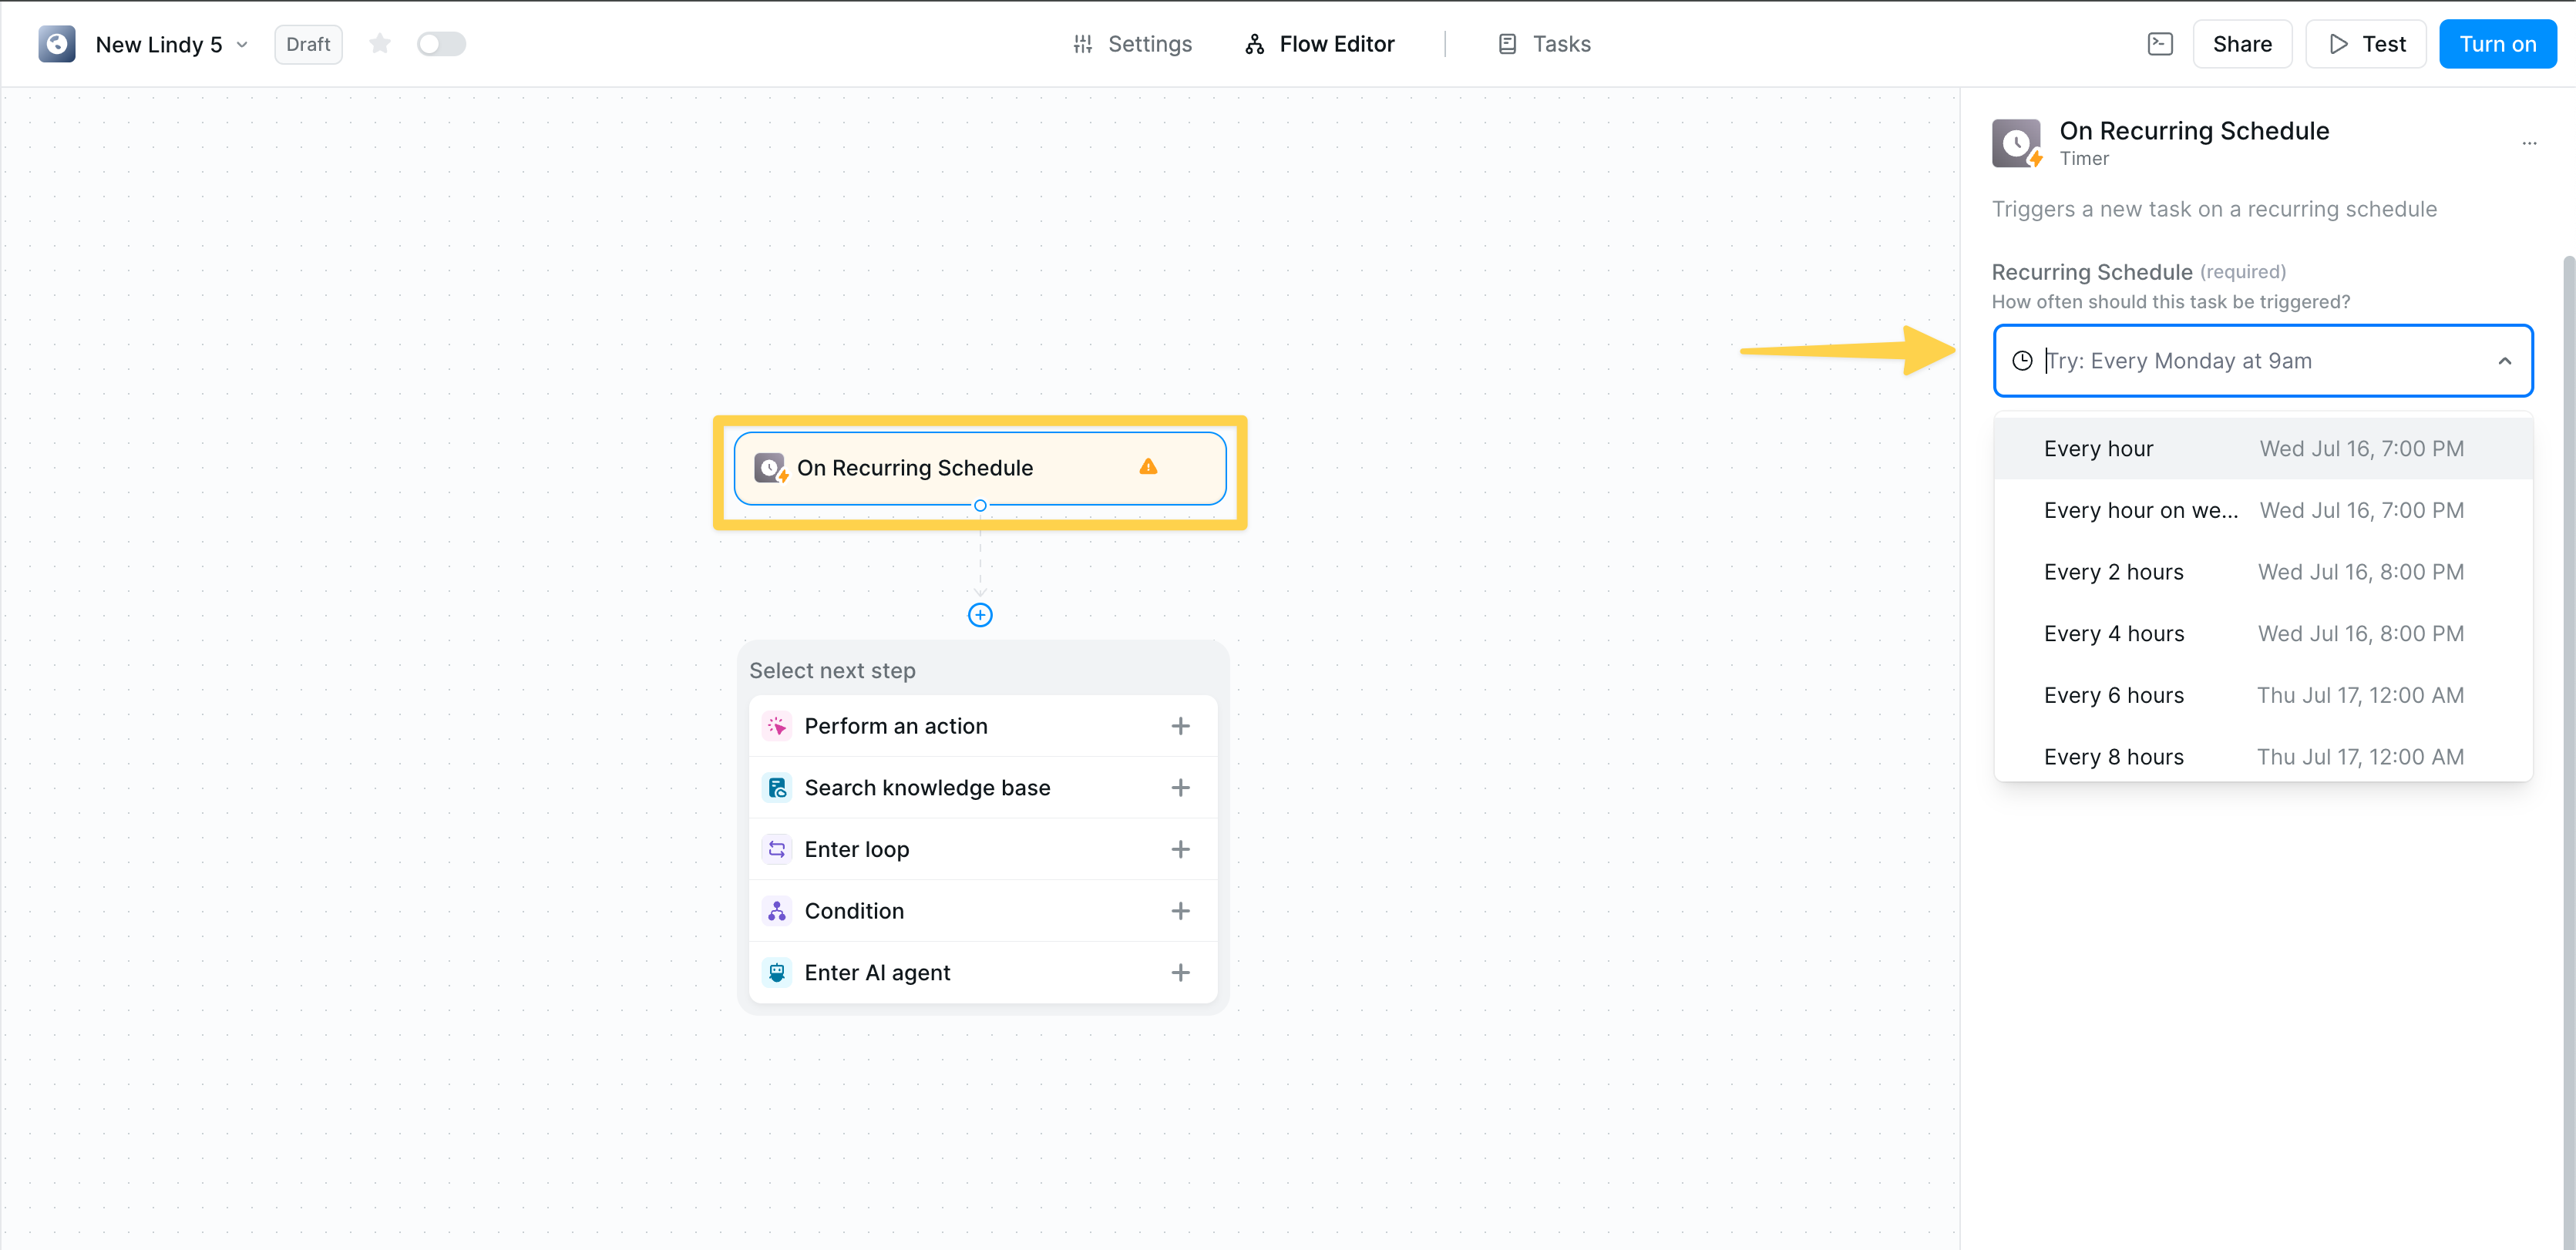 New Lindy 5
Draft
Settings
Flow Editor
Tasks
Share
Test
Turn on
On Recurring Schedule
Select next step
Perform an action
Search knowledge base
Enter loop
Condition
Enter AI agent
On Recurring Schedule
Timer
Triggers a new task on a recurring schedule
Recurring Schedule (required)
How often should this task be triggered?
Try: Every Monday at 9am
Every hour Wed Jul 16, 7:00 PM
Every hour on we... Wed Jul 16, 7:00 PM
Every 2 hours Wed Jul 16, 8:00 PM
Every 4 hours Wed Jul 16, 8:00 PM
Every 6 hours Thu Jul 17, 12:00 AM
Every 8 hours Thu Jul 17, 12:00 AM